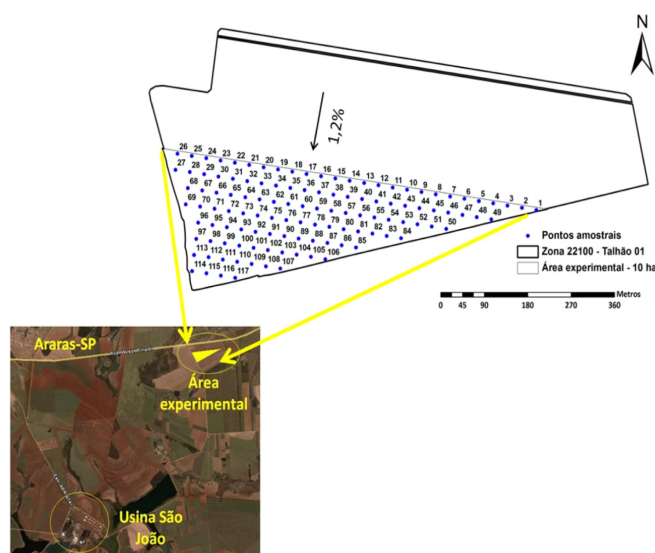 N
1,2%
26 25 24 23 22 21 20 19 18 17 16 15 14 13 12 11 10 9 8 7 6 5 4 3 2 1
27 28 29 30 31 32 33 34 35 36 37 38 39 40 41 42 43 44 45 46 47 48 49
68 67 66 65 64 63 62 61 60 59 58 57 56 55 54 53 52 51 50
69 70 71 72 73 74 75 76 77 78 79 80 81 82 83 84
96 95 94 93 92 91 90 89 88 87 86 85
97 98 99 100 101 102 103 104 105 106
113 112 111 110 109 108 107
114 115 116 117
Pontos amostrais
Zona 22100 - Talhão 01
Área experimental - 10 ha
Metros
0 45 90 180 270 360
Araras-SP
Área
experimental
Usina São
João